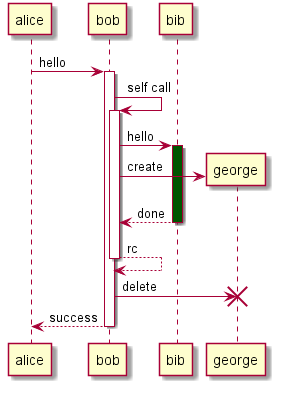 alice bob bib
hello
self call
hello
create
george
done
rc
delete
success
alice bob bib george